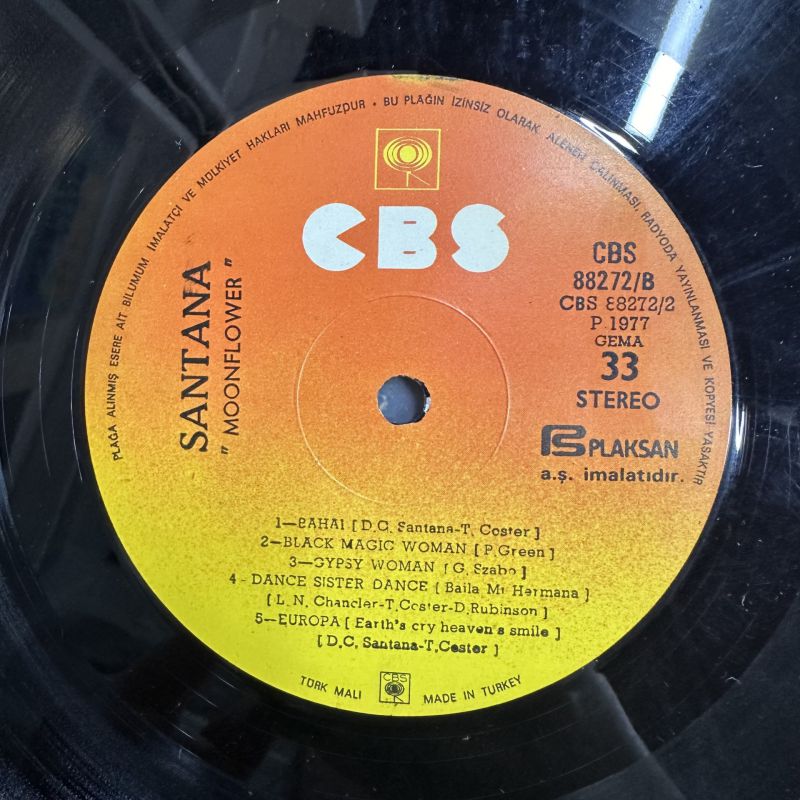 PLAĞA ALINMIŞ ESERE AİT BİLUMUM İMALATÇI VE MÜLKİYET HAKLARI MAHFUZDUR • BU PLAĞIN İZİNSİZ OLARAK ALENEN ÇALINMASI, RADYODA YAYINLANMASI VE KOPYESİ YASAKTIR
CBS
SANTANA
" MOONFLOWER "
CBS
88272/B
CBS 88272/2
P 1977
GEMA
33
STEREO
PLAKSAN
a.ş. imalatıdır.
1—BAHAI [ D.C. Santana-T. Coster ]
2—BLACK MAGIC WOMAN [ P.Green ]
3—GYPSY WOMAN [ G. Szabo ]
4 - DANCE SISTER DANCE [ Baila Mi Hermana ]
[ L. N. Chancler-T.Coster-D.Rubinson ]
5—EUROPA [ Earth's cry heaven's smile ]
[ D.C. Santana-T.Coster ]
TÜRK MALI CBS MADE IN TURKEY